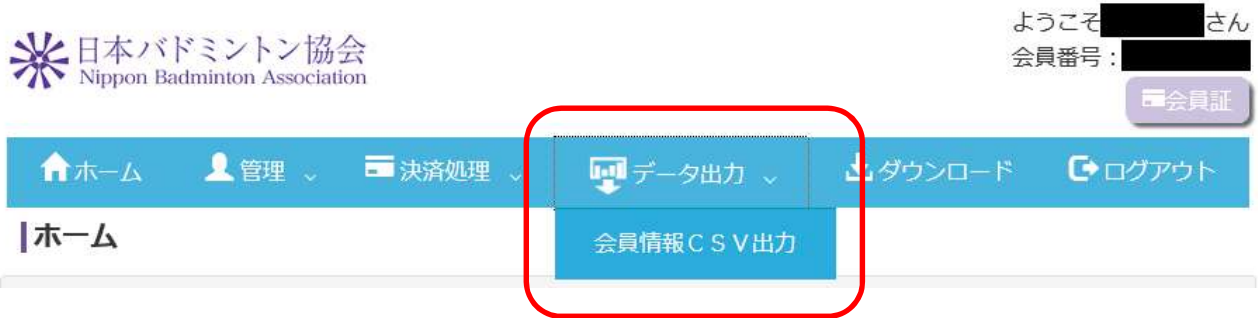 日本バドミントン協会
Nippon Badminton Association
ようこそ さん
会員番号：
会員証
ホーム 管理 決済処理 データ出力 ダウンロード ログアウト
ホーム
会員情報ＣＳＶ出力